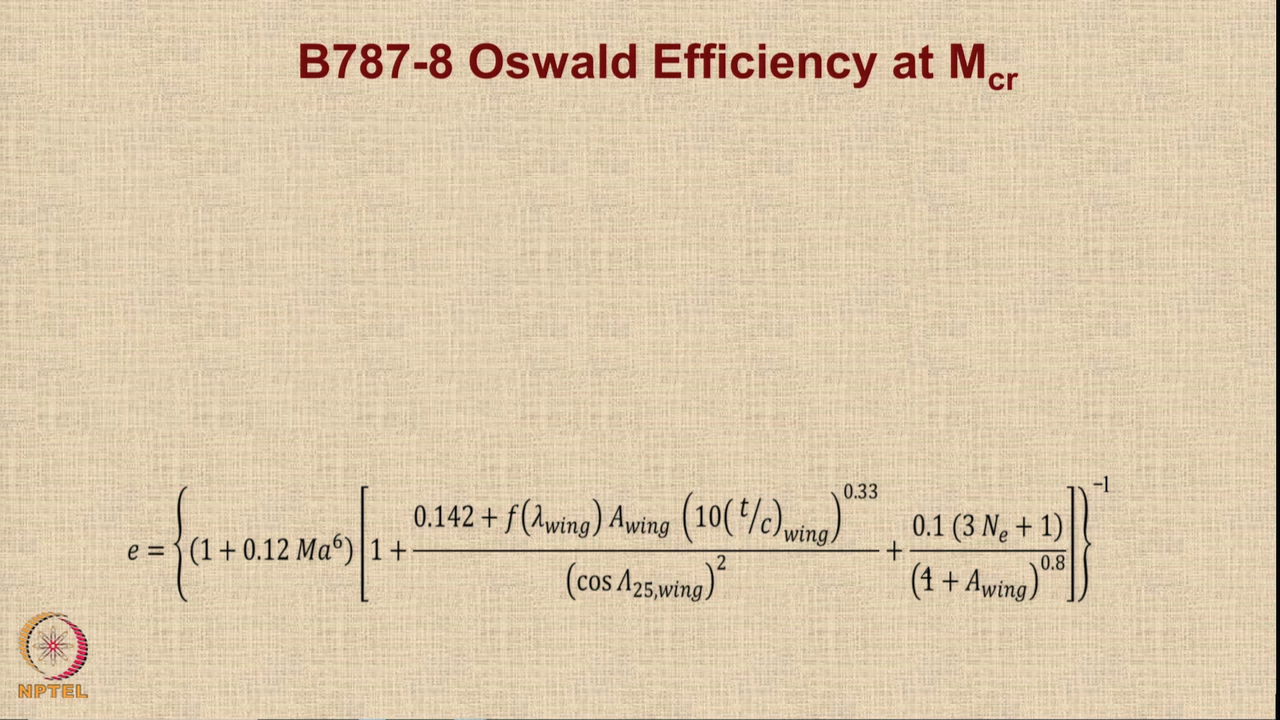 B787-8 Oswald Efficiency at M_cr
e = {(1 + 0.12 Ma^6) [1 + (0.142 + f(λ_wing) A_wing (10(t/c)_wing)^0.33) / (cos Λ_25,wing)^2 + (0.1 (3 N_e + 1)) / (4 + A_wing)^0.8]}^−1
NPTEL